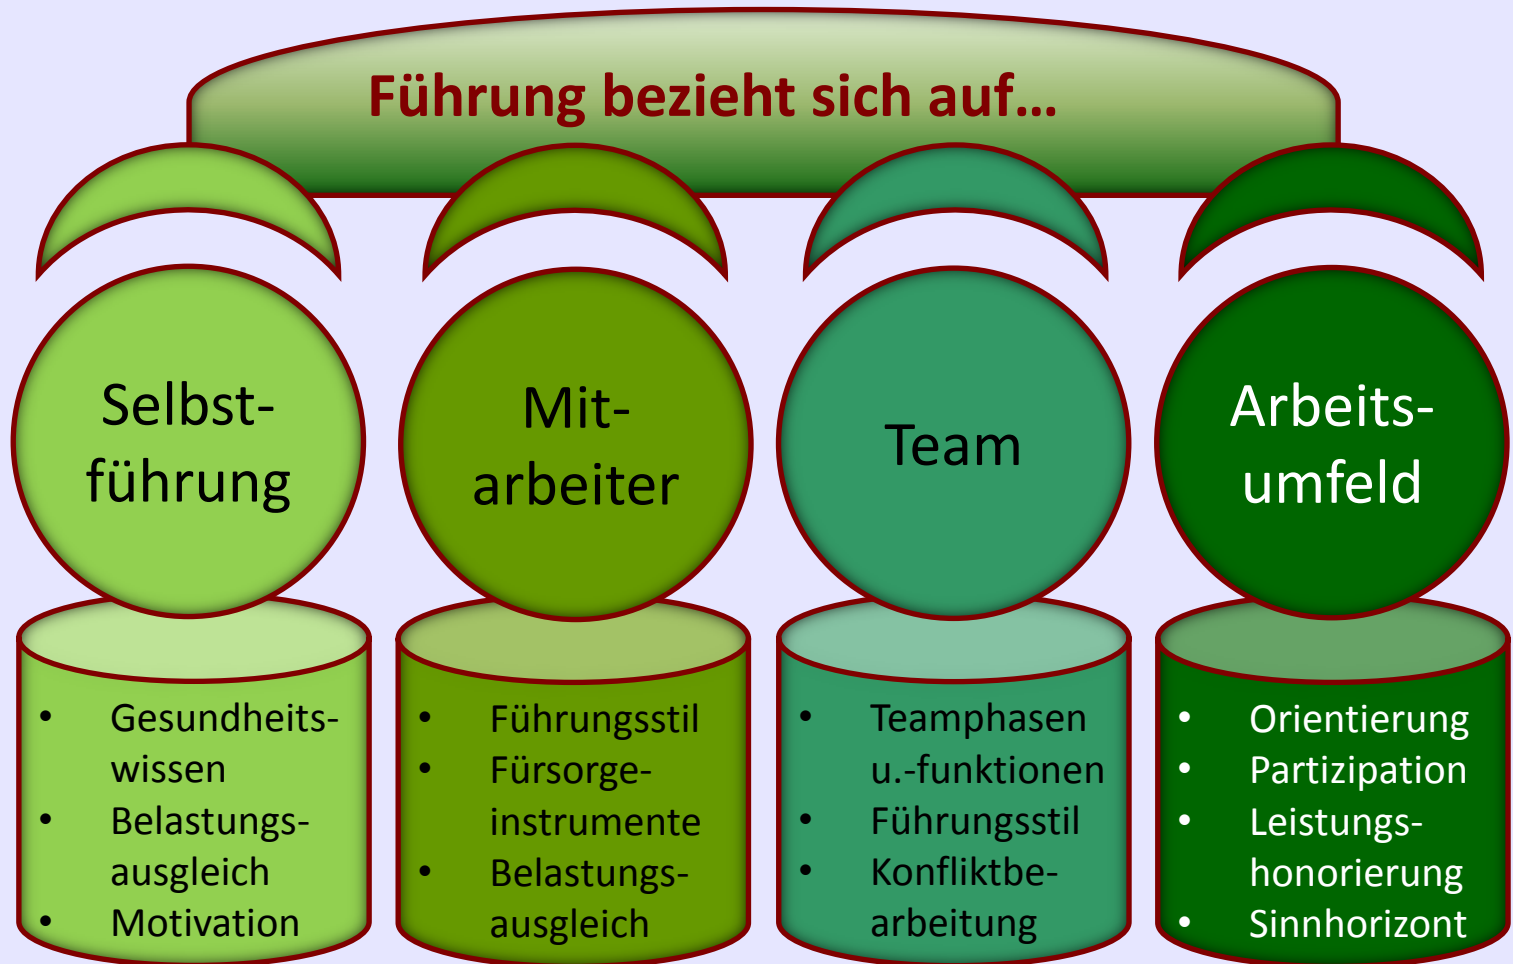 Führung bezieht sich auf...
Selbst-
führung
Mit-
arbeiter
Team
Arbeits-
umfeld
• Gesundheits-
wissen
• Belastungs-
ausgleich
• Motivation
• Führungsstil
• Fürsorge-
instrumente
• Belastungs-
ausgleich
• Teamphasen
u.-funktionen
• Führungsstil
• Konfliktbe-
arbeitung
• Orientierung
• Partizipation
• Leistungs-
honorierung
• Sinnhorizont